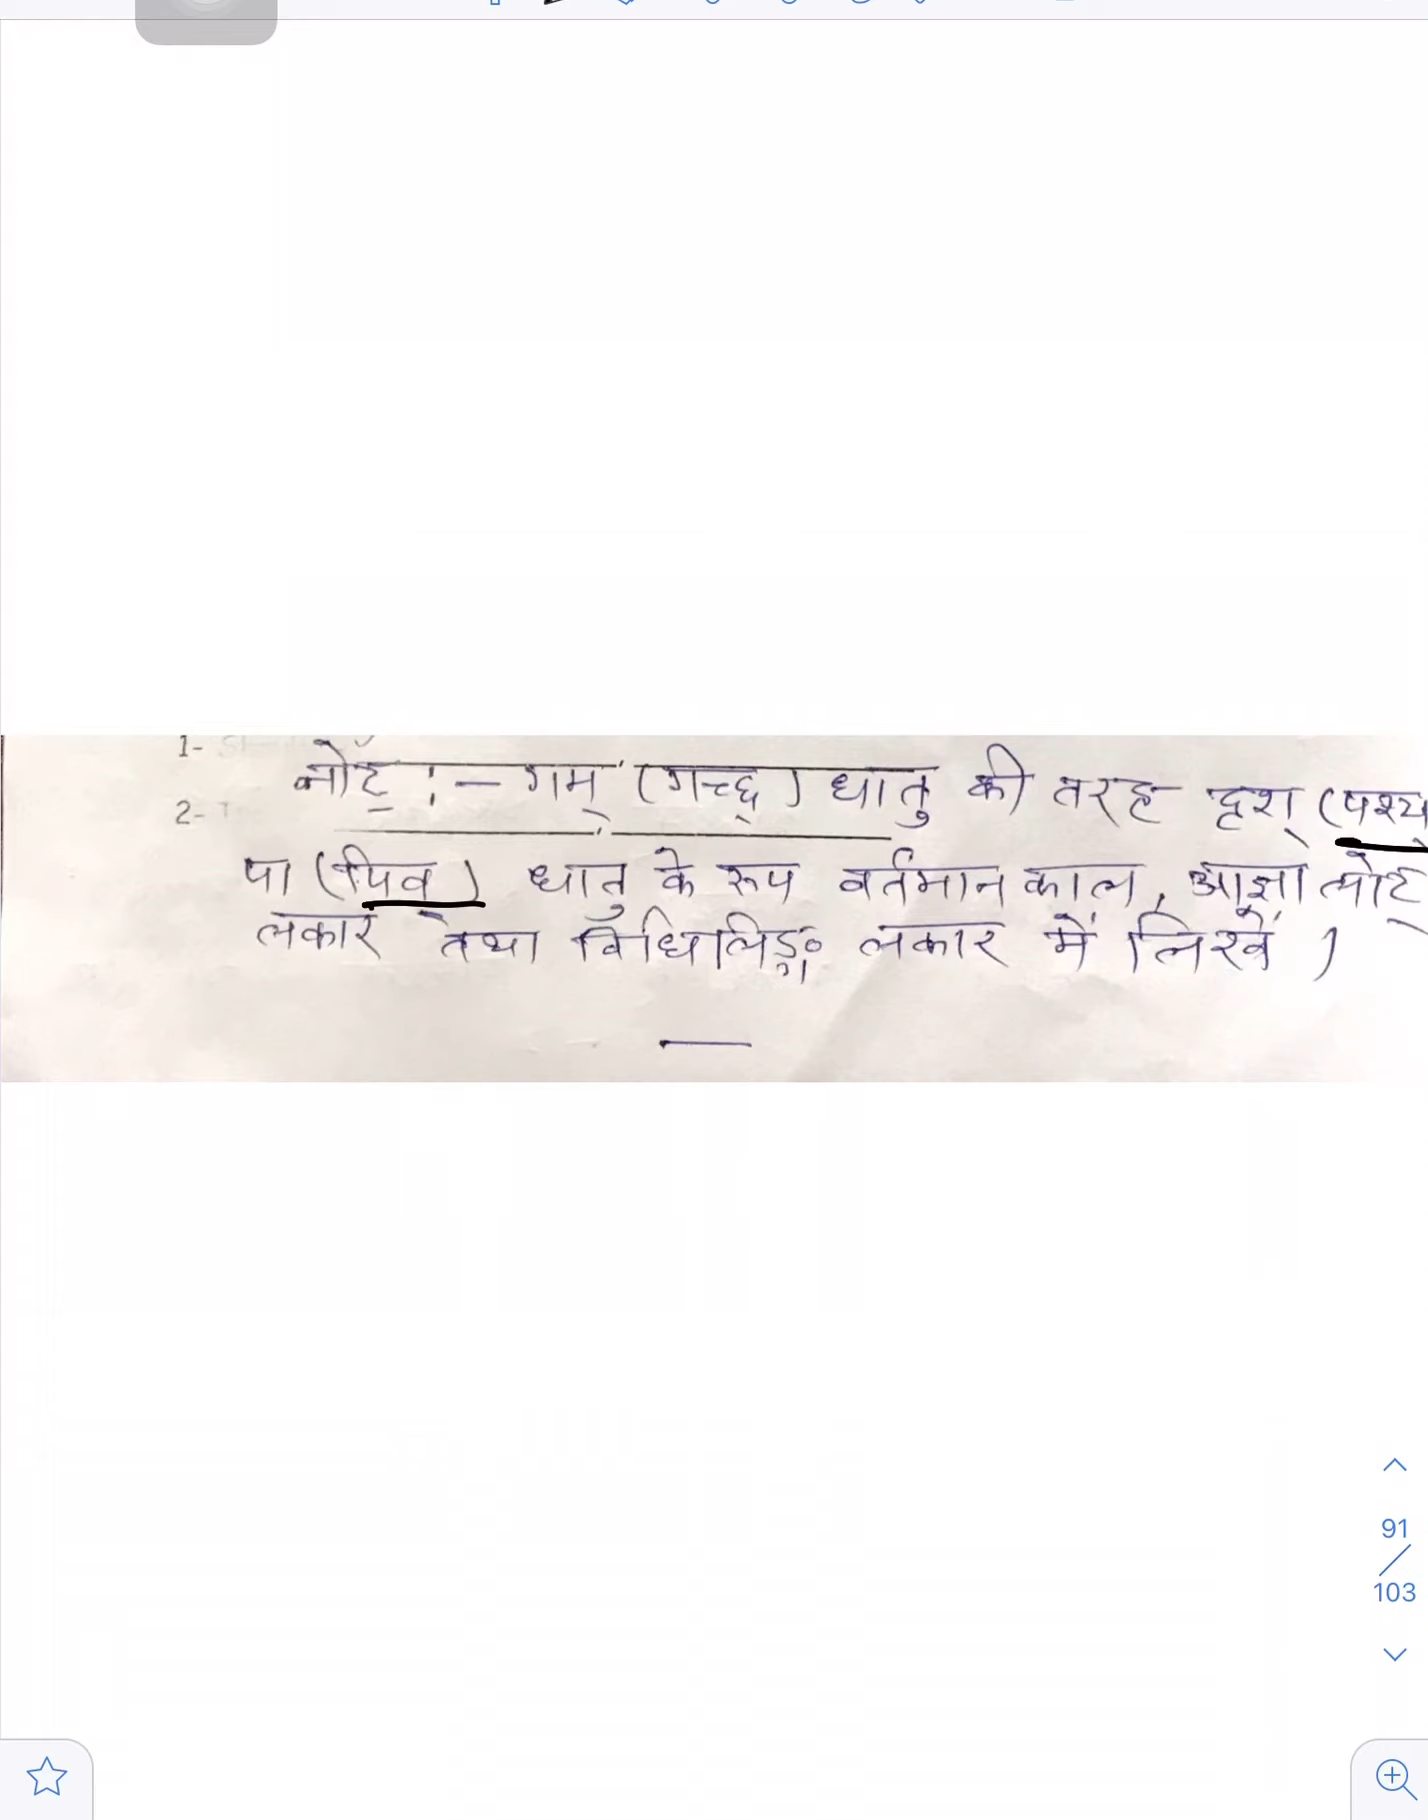 1-
नोट :- गम् (गच्छ्) धातु की तरह दृश् (पश्य
2-
पा (पिव) धातु के रूप वर्तमान काल, आज्ञा लोट्
लकार तथा विधिलिङ्ग लकार में लिखें ।
91
103